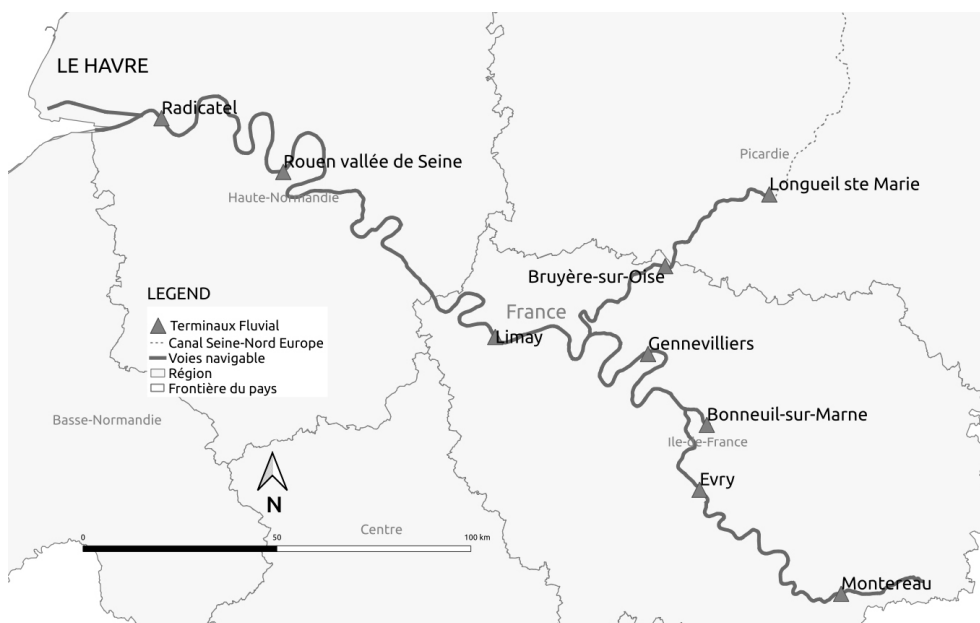 LE HAVRE
Radicatel
Rouen vallée de Seine
Haute-Normandie
Picardie
Longueil ste Marie
Bruyère-sur-Oise
France
LEGEND
Terminaux Fluvial
Canal Seine-Nord Europe
Voies navigable
Région
Frontière du pays
Limay
Gennevilliers
Basse-Normandie
Bonneuil-sur-Marne
Ile-de-France
N
Evry
Centre
0 50 100 km
Montereau